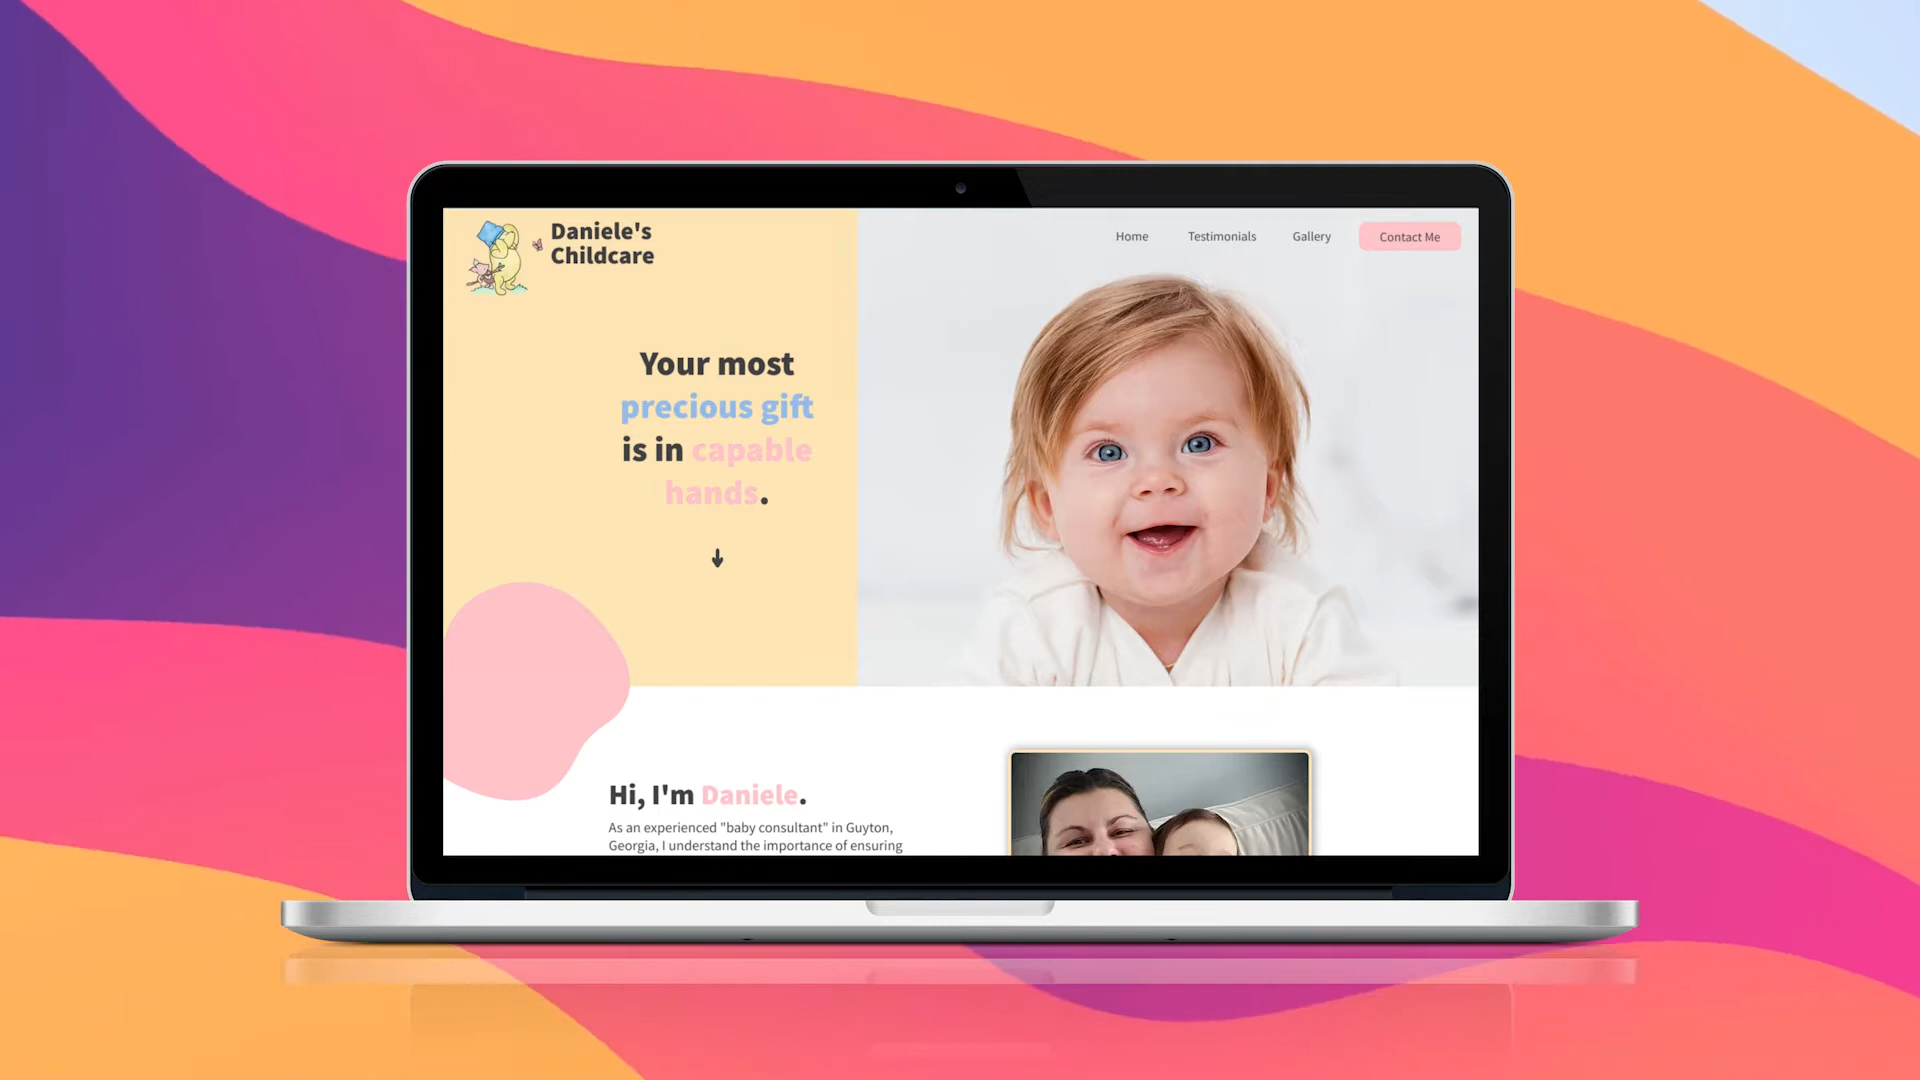 Daniele's
Childcare
Home
Testimonials
Gallery
Contact Me
Your most
precious gift
is in capable
hands.
Hi, I'm Daniele.
As an experienced "baby consultant" in Guyton,
Georgia, I understand the importance of ensuring